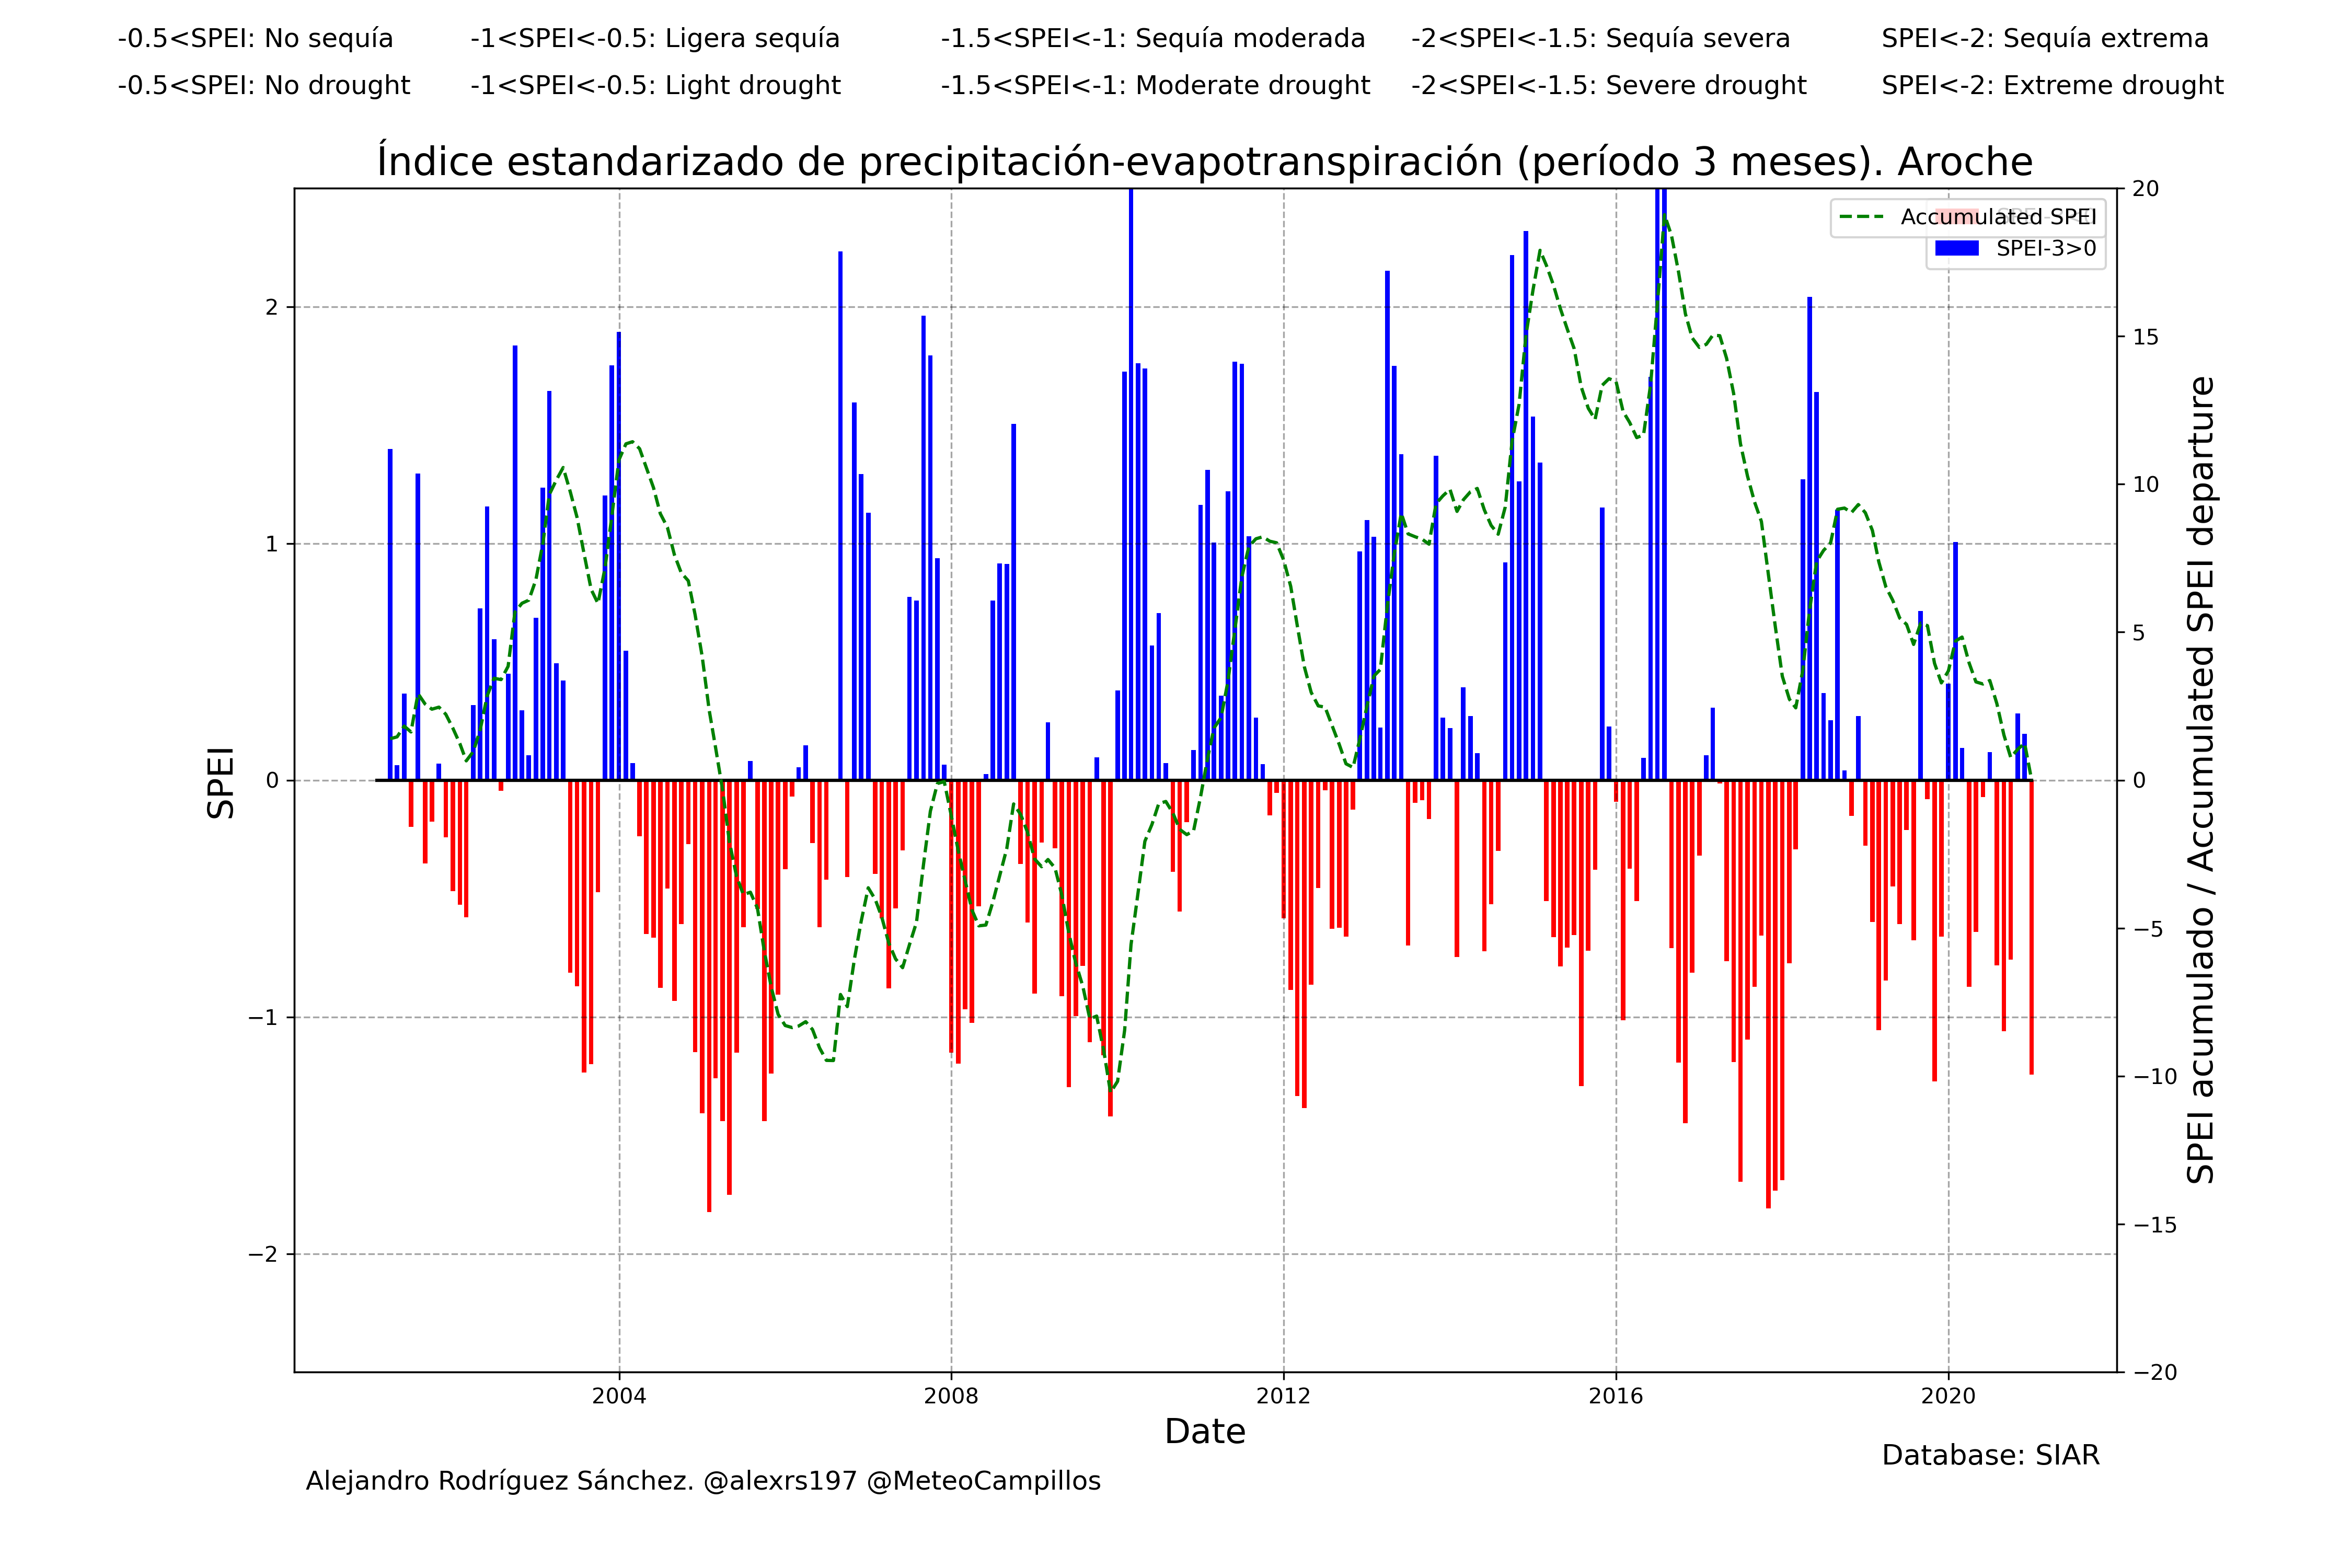 -0.5<SPEI: No sequía -1<SPEI<-0.5: Ligera sequía -1.5<SPEI<-1: Sequía moderada -2<SPEI<-1.5: Sequía severa SPEI<-2: Sequía extrema
-0.5<SPEI: No drought -1<SPEI<-0.5: Light drought -1.5<SPEI<-1: Moderate drought -2<SPEI<-1.5: Severe drought SPEI<-2: Extreme drought
Índice estandarizado de precipitación-evapotranspiración (período 3 meses). Aroche
Accumulated SPEI
SPEI-3>0
SPEI
2
1
0
−1
−2
20
15
10
5
0
−5
−10
−15
−20
SPEI acumulado / Accumulated SPEI departure
2004 2008 2012 2016 2020
Date
Database: SIAR
Alejandro Rodríguez Sánchez. @alexrs197 @MeteoCampillos